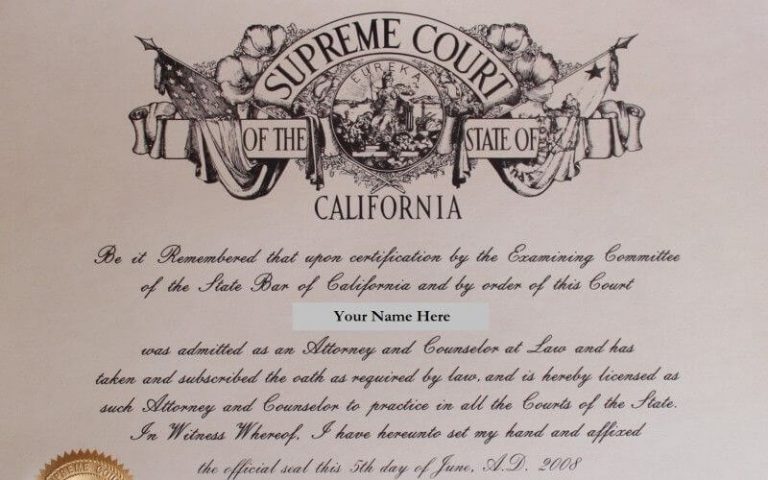 SUPREME COURT
EUREKA
OF THE STATE OF
CALIFORNIA
Be it Remembered that upon certification by the Examining Committee
of the State Bar of California and by order of this Court
Your Name Here
was admitted as an Attorney and Counselor at Law and has
taken and subscribed the oath as required by law, and is hereby licensed as
such Attorney and Counselor to practice in all the Courts of the State.
In Witness Whereof, I have hereunto set my hand and affixed
the official seal this 5th day of June, A.D. 2008
SUPREME COU